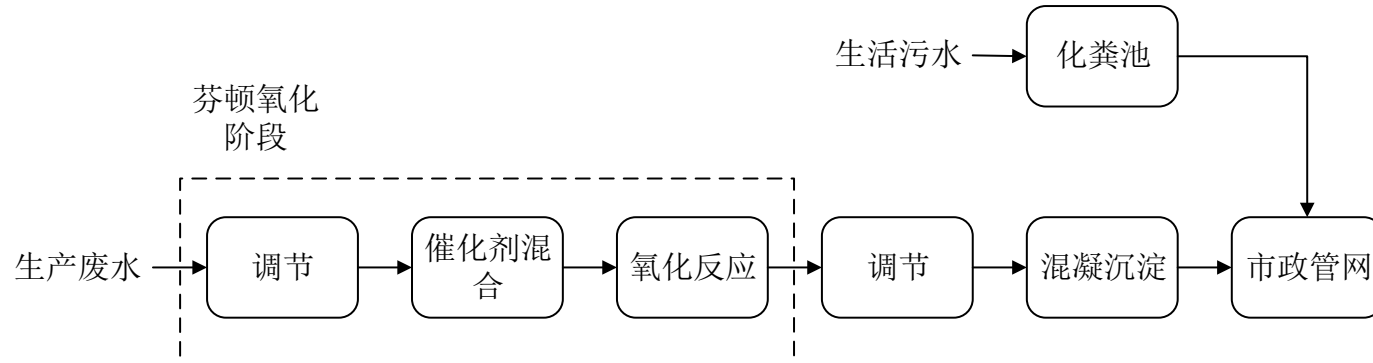 生活污水
化粪池
芬顿氧化
阶段
生产废水
调节
催化剂混
合
氧化反应
调节
混凝沉淀
市政管网